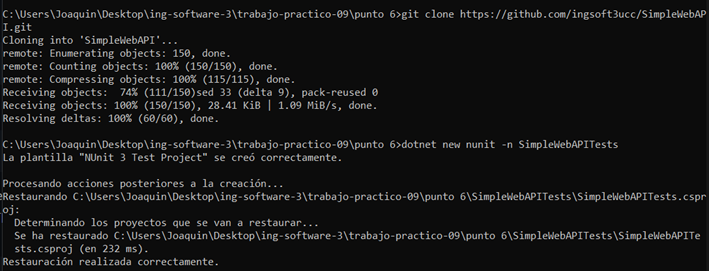 C:\Users\Joaquin\Desktop\ing-software-3\trabajo-practico-09\punto 6>git clone https://github.com/ingsoft3ucc/SimpleWebAP
I.git
Cloning into 'SimpleWebAPI'...
remote: Enumerating objects: 150, done.
remote: Counting objects: 100% (150/150), done.
remote: Compressing objects: 100% (115/115), done.
Receiving objects:  74% (111/150)sed 33 (delta 9), pack-reused 0
Receiving objects: 100% (150/150), 28.41 KiB | 1.09 MiB/s, done.
Resolving deltas: 100% (60/60), done.
C:\Users\Joaquin\Desktop\ing-software-3\trabajo-practico-09\punto 6>dotnet new nunit -n SimpleWebAPITests
La plantilla "NUnit 3 Test Project" se creó correctamente.
Procesando acciones posteriores a la creación...
Restaurando C:\Users\Joaquin\Desktop\ing-software-3\trabajo-practico-09\punto 6\SimpleWebAPITests\SimpleWebAPITests.cspr
oj:
  Determinando los proyectos que se van a restaurar...
  Se ha restaurado C:\Users\Joaquin\Desktop\ing-software-3\trabajo-practico-09\punto 6\SimpleWebAPITests\SimpleWebAPITe
sts.csproj (en 232 ms).
Restauración realizada correctamente.